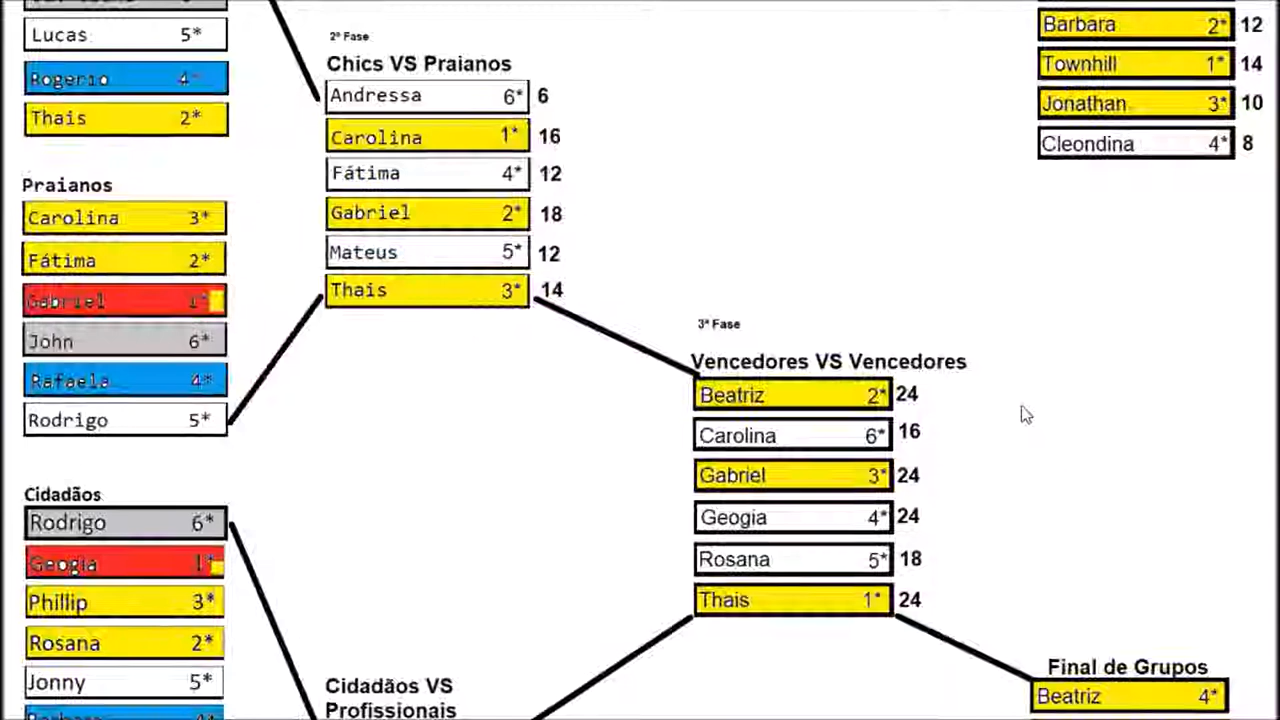 Lucas 5*
Rogerio 4*
Thais 2*
Praianos
Carolina 3*
Fátima 2*
Gabriel 1*
John 6*
Rafaela 4*
Rodrigo 5*
Cidadãos
Rodrigo 6*
Geogia 1*
Phillip 3*
Rosana 2*
Jonny 5*
2ª Fase
Chics VS Praianos
Andressa 6* 6
Carolina 1* 16
Fátima 4* 12
Gabriel 2* 18
Mateus 5* 12
Thais 3* 14
Cidadãos VS
Profissionais
3ª Fase
Vencedores VS Vencedores
Beatriz 2* 24
Carolina 6* 16
Gabriel 3* 24
Geogia 4* 24
Rosana 5* 18
Thais 1* 24
Barbara 2* 12
Townhill 1* 14
Jonathan 3* 10
Cleondina 4* 8
Final de Grupos
Beatriz 4*